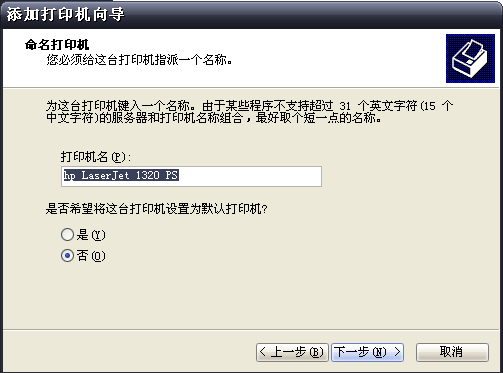 添加打印机向导
命名打印机
您必须给这台打印机指派一个名称。
为这台打印机键入一个名称。由于某些程序不支持超过 31 个英文字符(15 个
中文字符)的服务器和打印机名称组合，最好取个短一点的名称。
打印机名(P):
hp LaserJet 1320 PS
是否希望将这台打印机设置为默认打印机?
是(Y)
否(O)
< 上一步(B) 下一步(N) > 取消